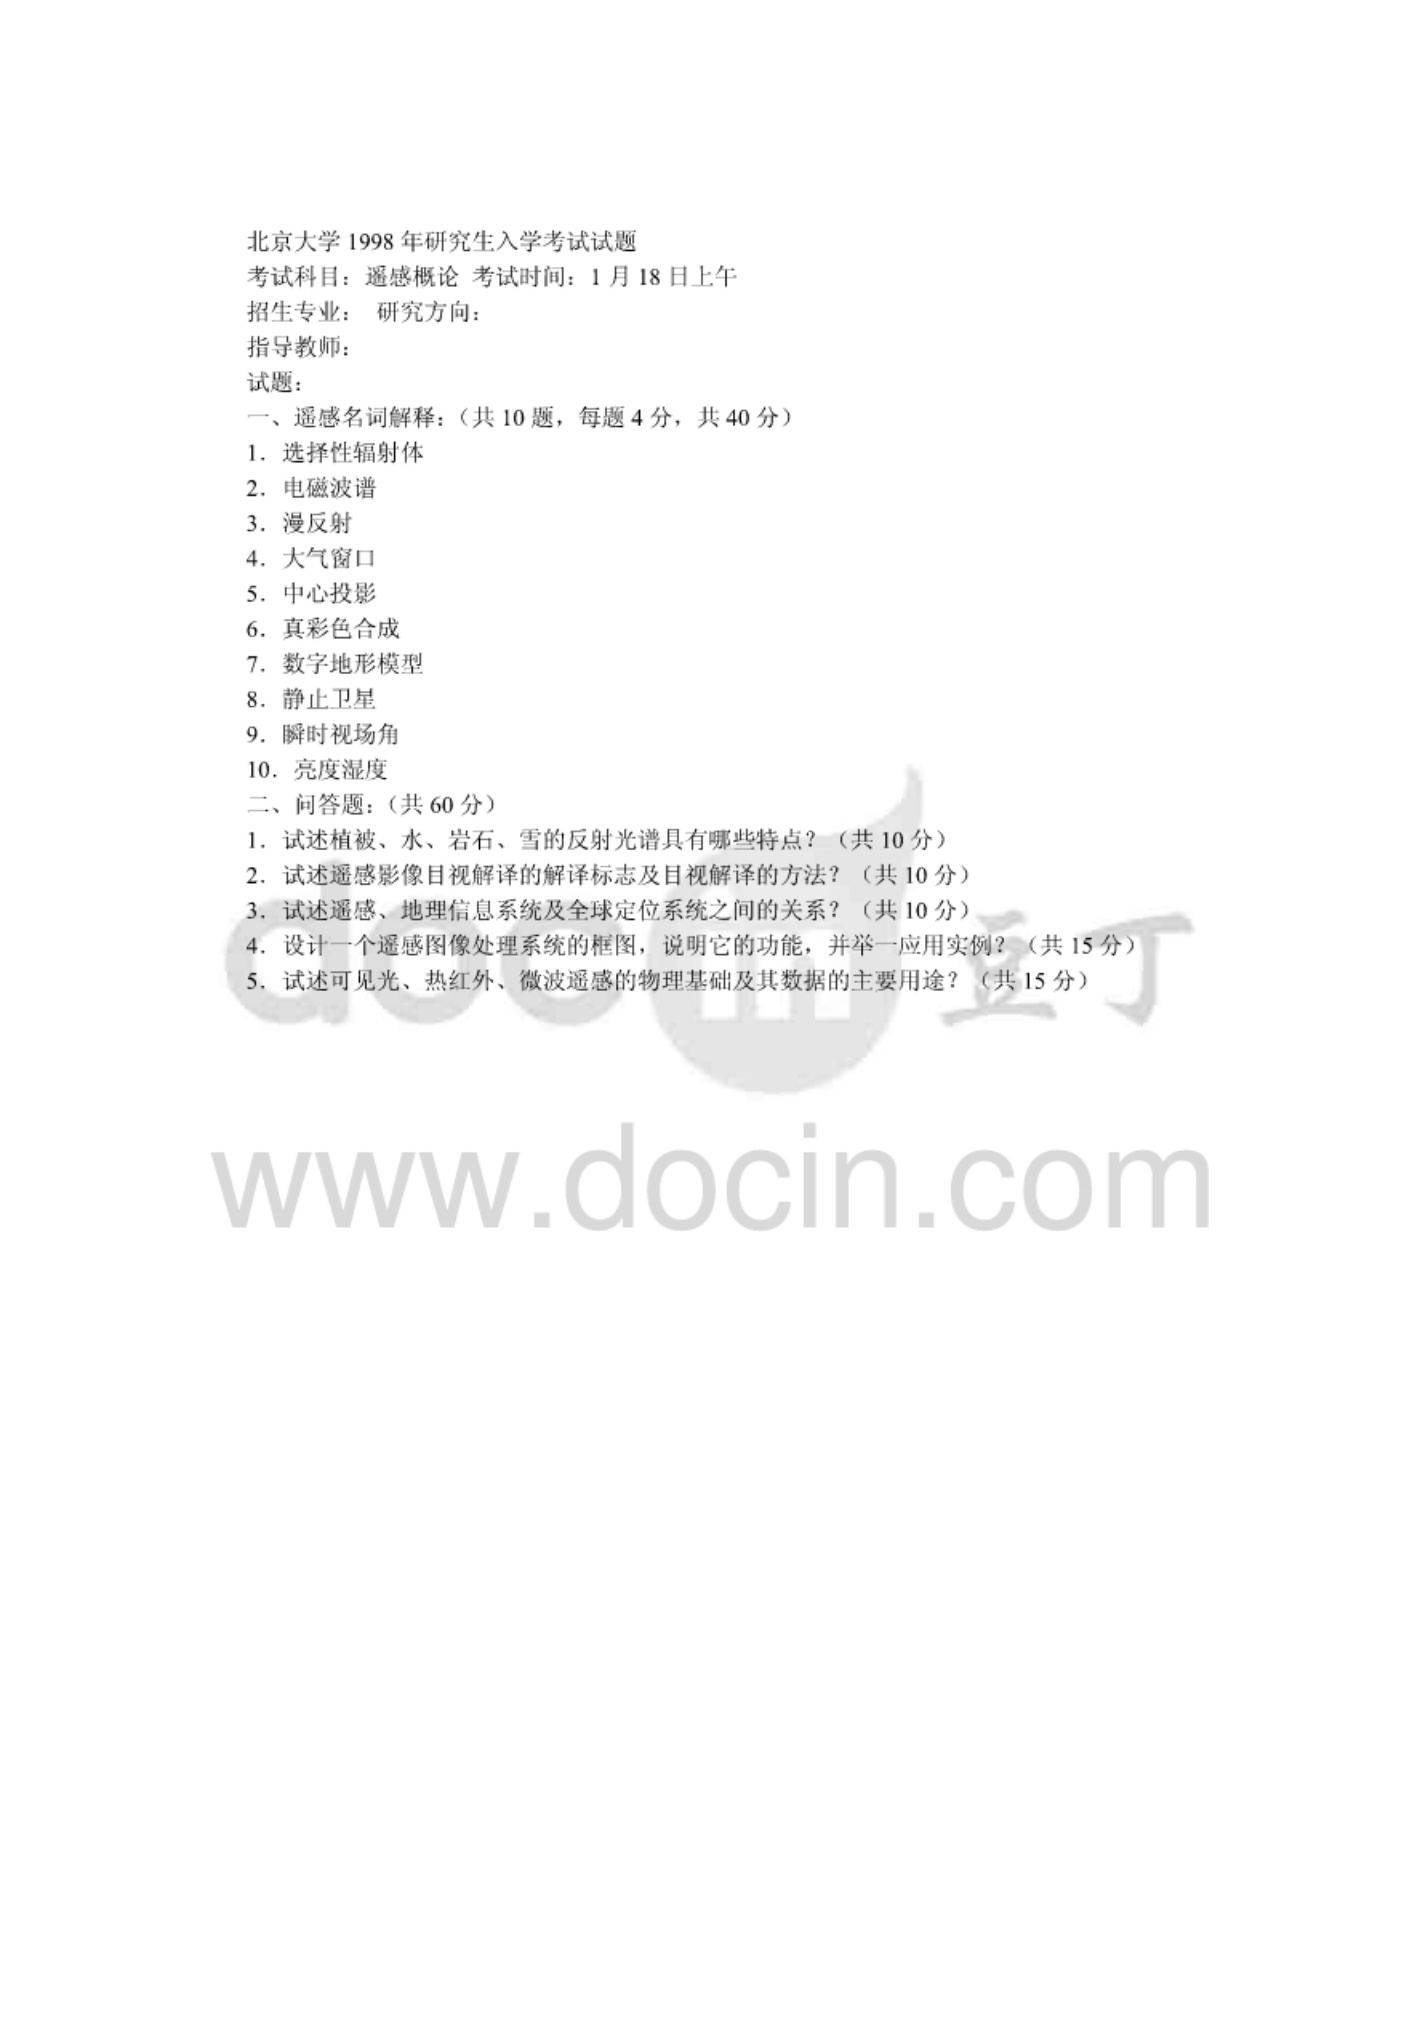 北京大学 1998 年研究生入学考试试题
考试科目：遥感概论 考试时间：1 月 18 日上午
招生专业： 研究方向：
指导教师：
试题：
一、遥感名词解释：（共 10 题，每题 4 分，共 40 分）
1．选择性辐射体
2．电磁波谱
3．漫反射
4．大气窗口
5．中心投影
6．真彩色合成
7．数字地形模型
8．静止卫星
9．瞬时视场角
10．亮度湿度
二、问答题：（共 60 分）
1．试述植被、水、岩石、雪的反射光谱具有哪些特点？（共 10 分）
2．试述遥感影像目视解译的解译标志及目视解译的方法？（共 10 分）
3．试述遥感、地理信息系统及全球定位系统之间的关系？（共 10 分）
4．设计一个遥感图像处理系统的框图，说明它的功能，并举一应用实例？（共 15 分）
5．试述可见光、热红外、微波遥感的物理基础及其数据的主要用途？（共 15 分）
docin 豆丁
www.docin.com